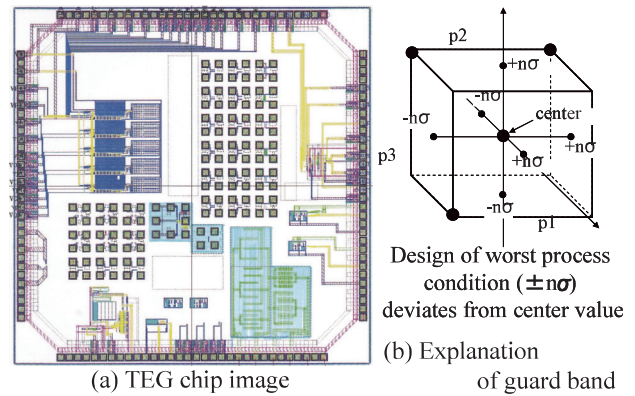 p2
+nσ
-nσ
center
-nσ
+nσ
p3
+nσ
-nσ
p1
Design of worst process
condition (±nσ)
deviates from center value
(a) TEG chip image
(b) Explanation
of guard band